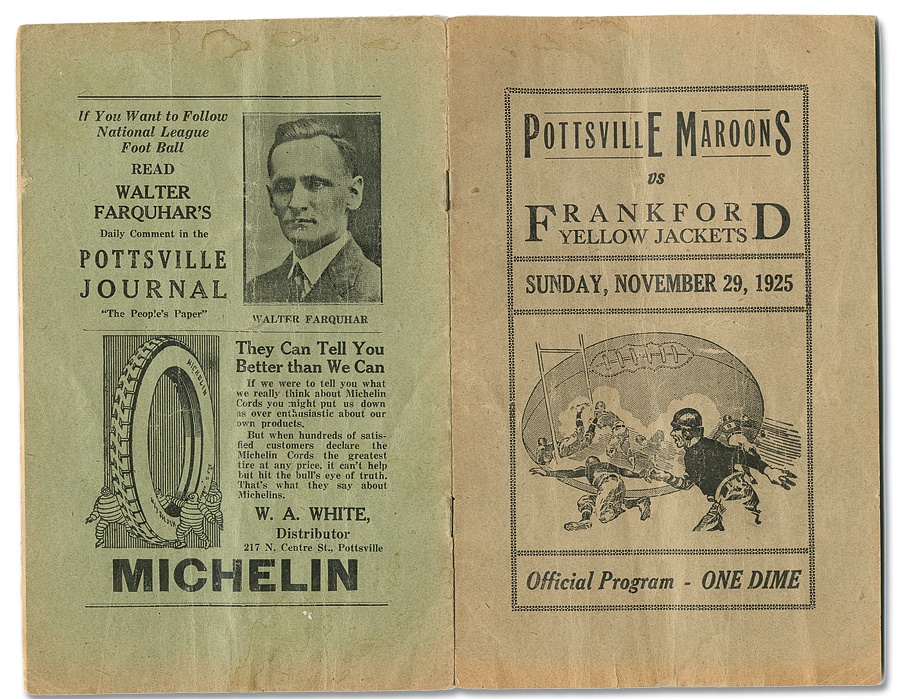 If You Want to Follow
National League
Foot Ball
READ
WALTER
FARQUHAR'S
Daily Comment in the
POTTSVILLE
JOURNAL
"The People's Paper"
WALTER FARQUHAR
MICHELIN
They Can Tell You
Better than We Can
If we were to tell you what
we really think about Michelin
Cords you might put us down
as over enthusiastic about our
own products.
But when hundreds of satis-
fied customers declare the
Michelin Cords the greatest
tire at any price, it can't help
but hit the bull's eye of truth.
That's what they say about
Michelins.
W. A. WHITE,
Distributor
217 N. Centre St., Pottsville
MICHELIN
POTTSVILLE MAROONS
vs
FRANKFORD
YELLOW JACKETS
SUNDAY, NOVEMBER 29, 1925
Official Program - ONE DIME